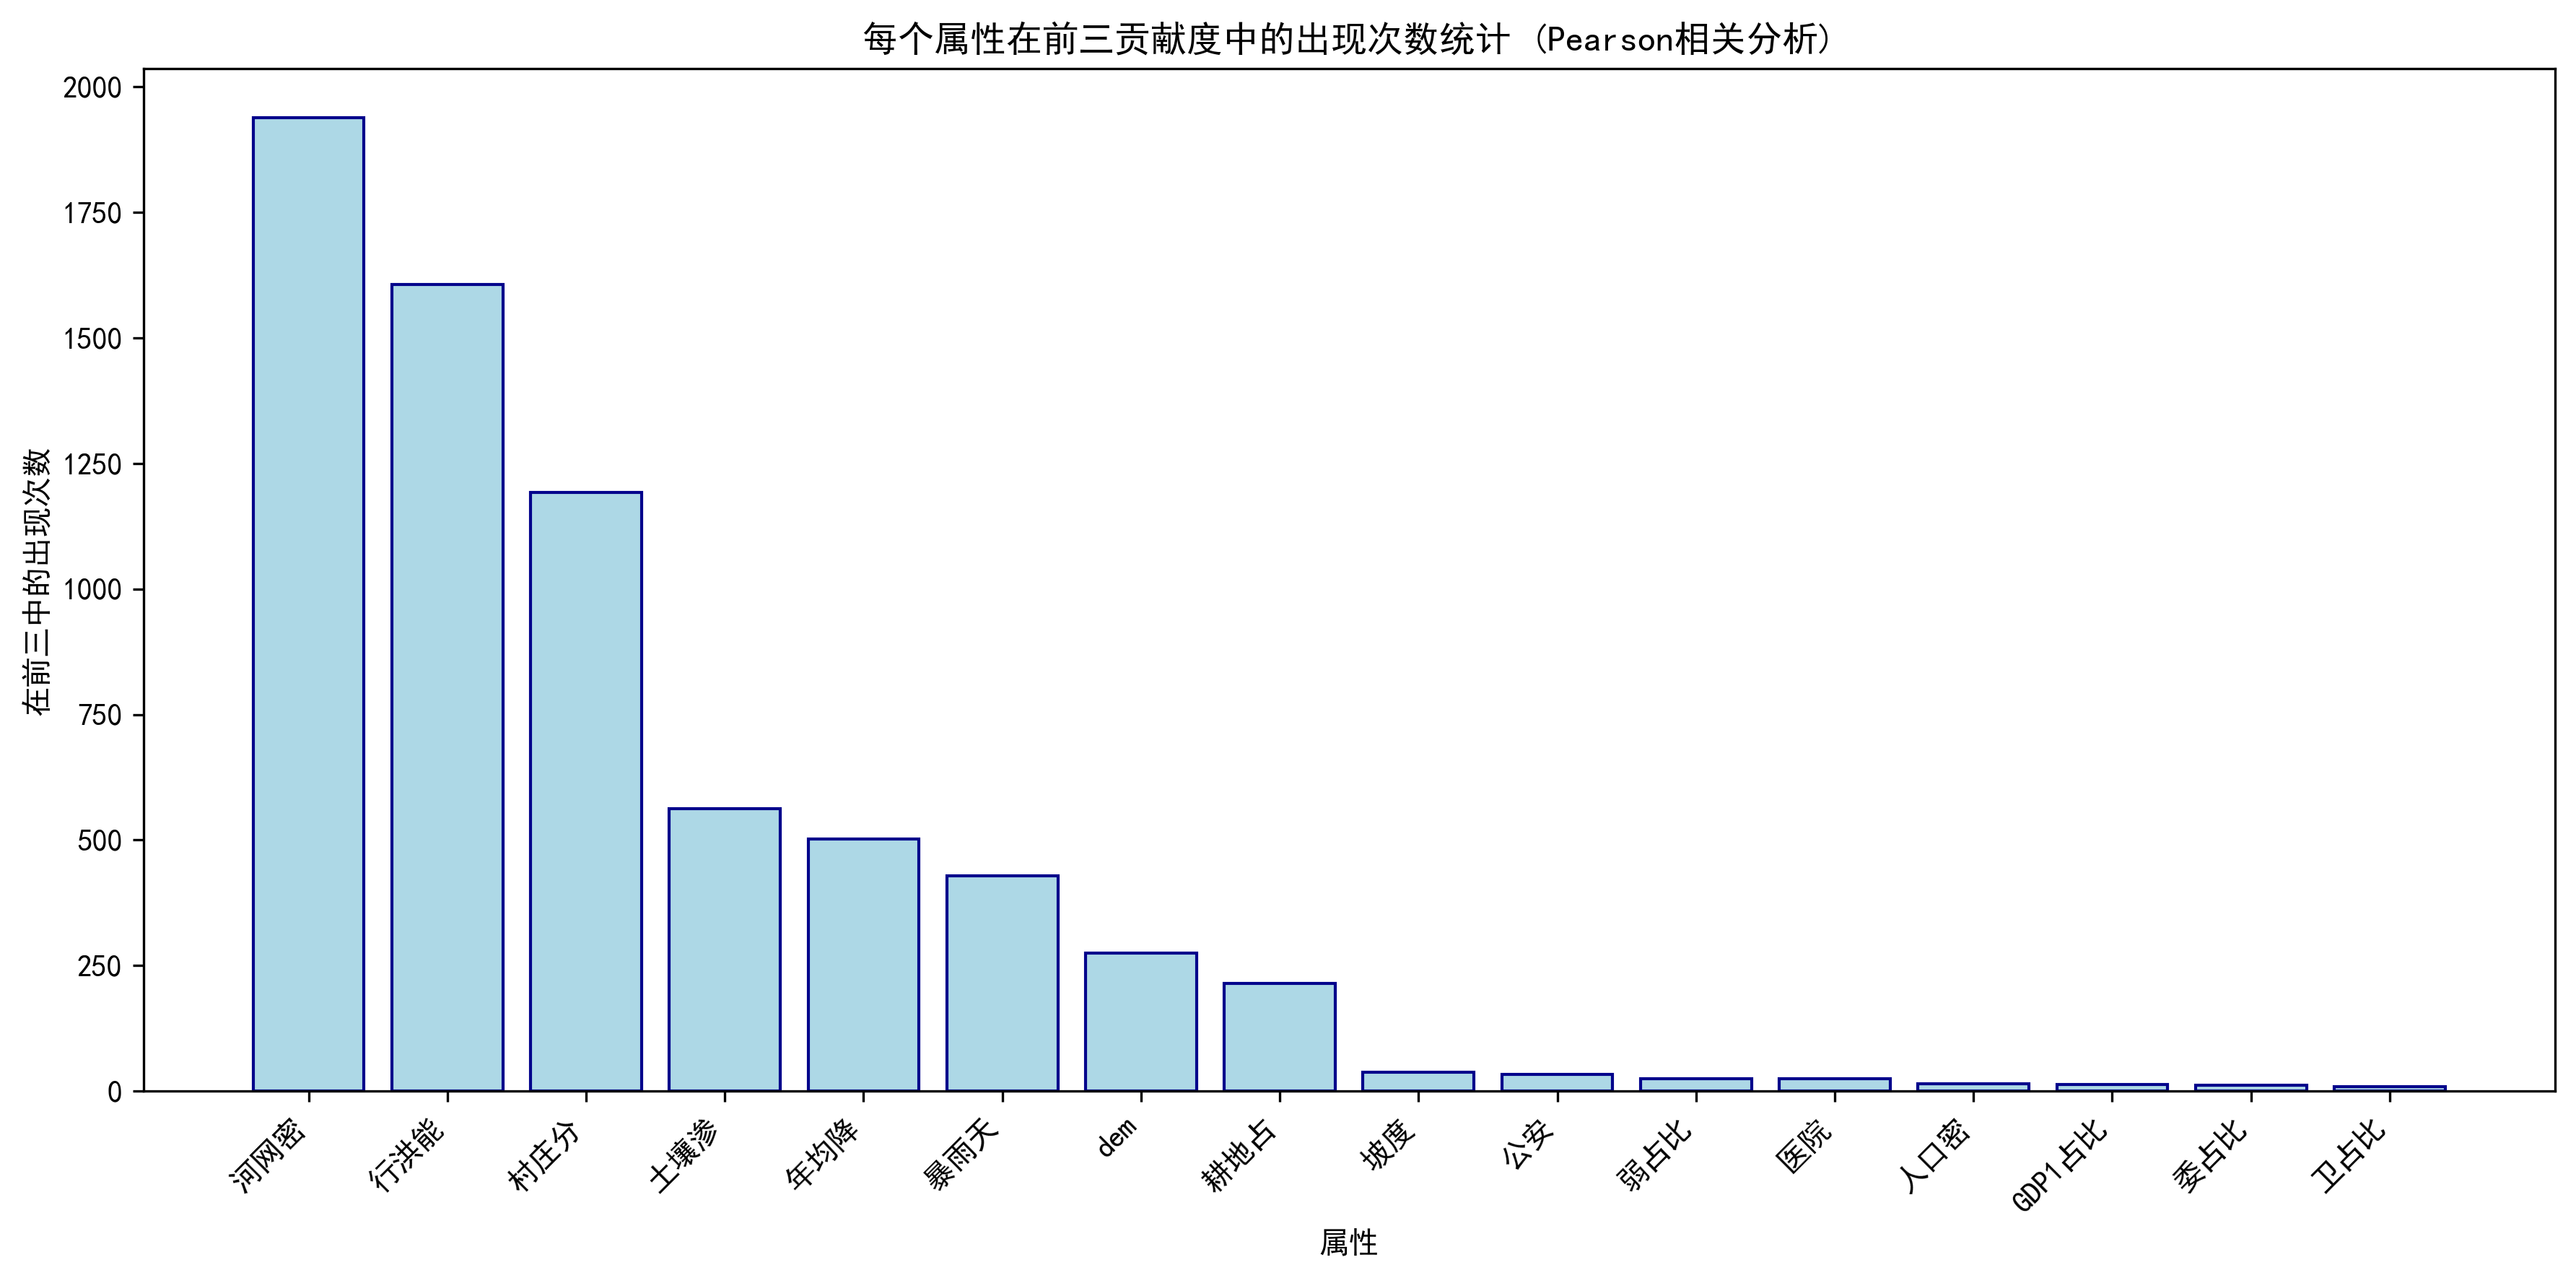 每个属性在前三贡献度中的出现次数统计 (Pearson相关分析)
在前三中的出现次数
2000
1750
1500
1250
1000
750
500
250
0
河网密
行洪能
村庄分
土壤渗
年均降
暴雨天
dem
耕地占
坡度
公安
弱占比
医院
人口密
GDP1占比
委占比
卫占比
属性